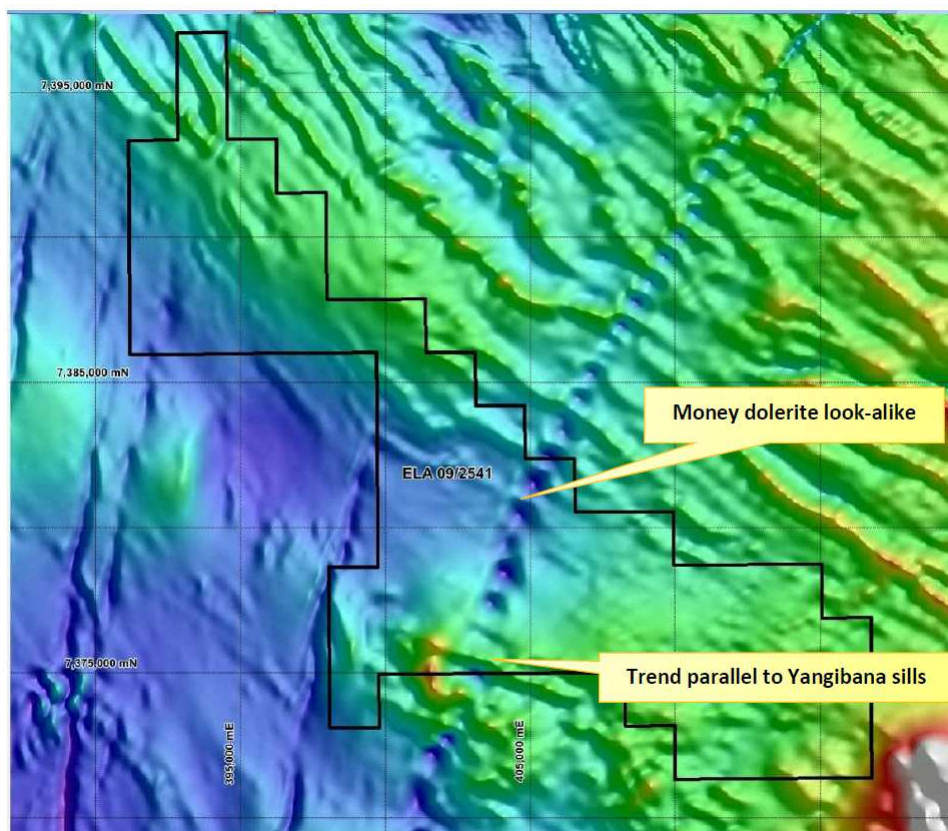 7,395,000 mN
7,385,000 mN
Money dolerite look-alike
ELA 09/2541
7,375,000 mN
Trend parallel to Yangibana sills
395,000 mE
405,000 mE